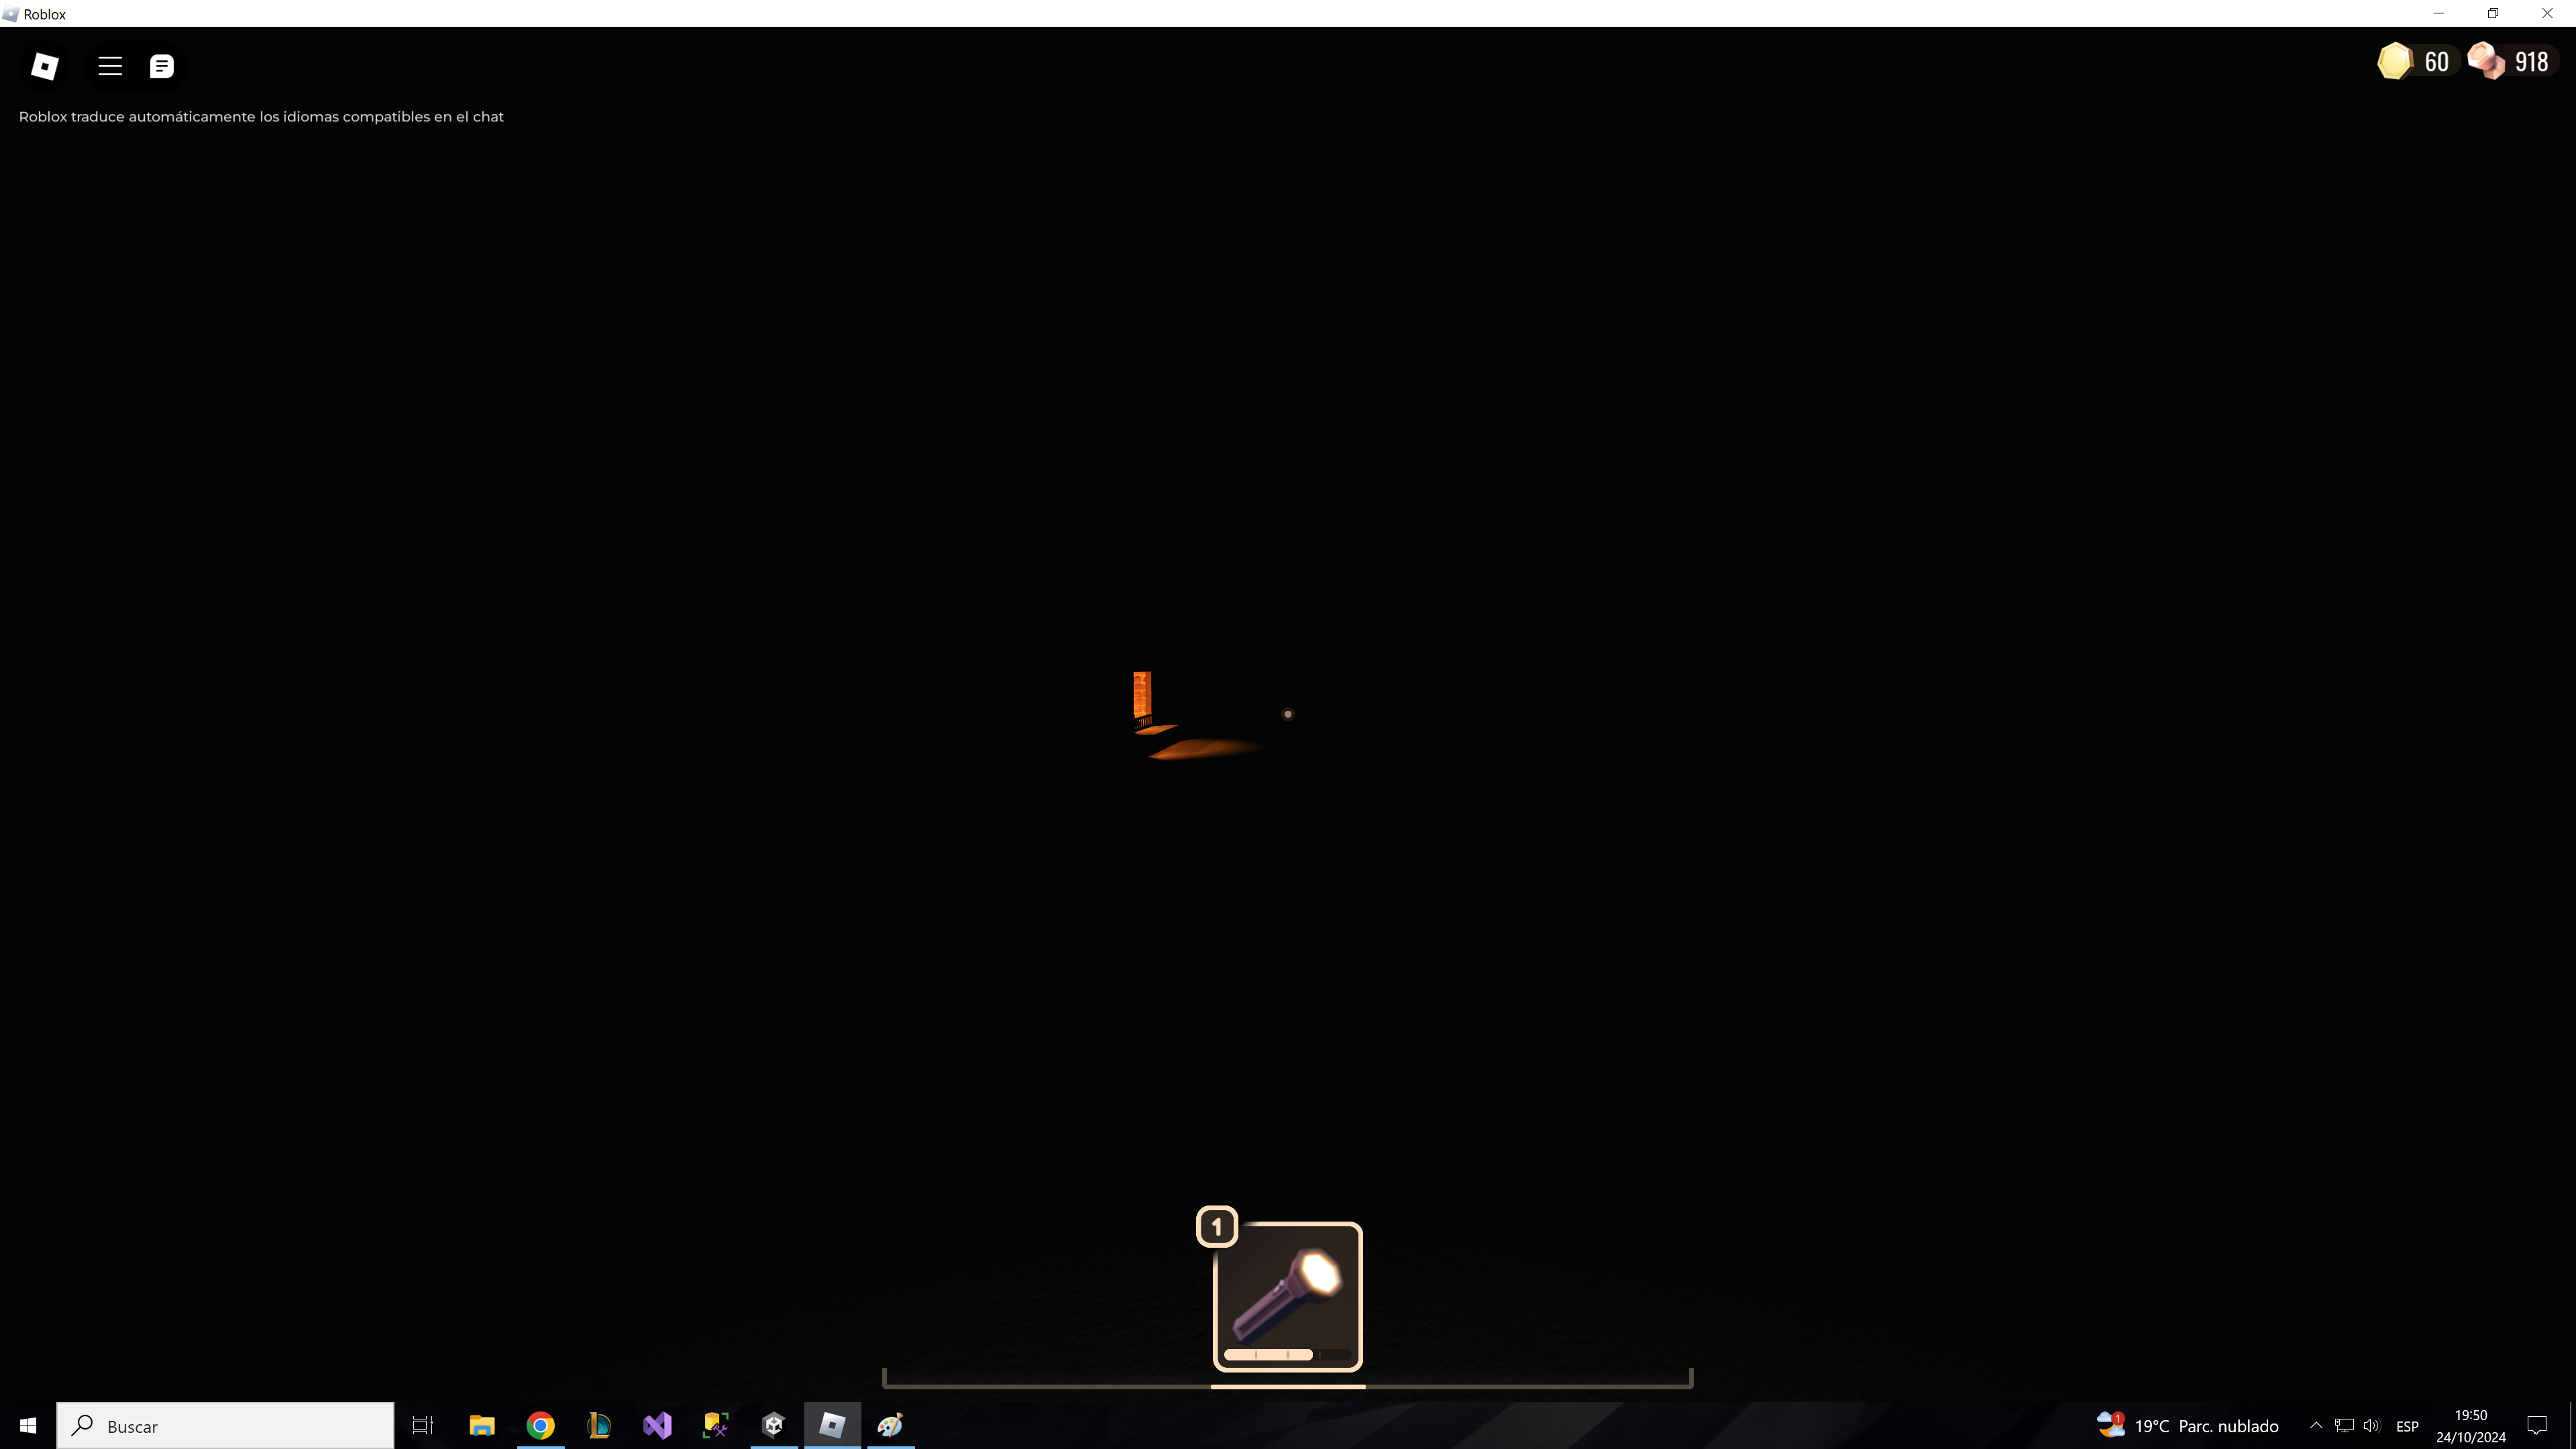 Roblox
60
918
Roblox traduce automáticamente los idiomas compatibles en el chat
1
Buscar
1
19°C Parc. nublado
ESP
19:50
24/10/2024